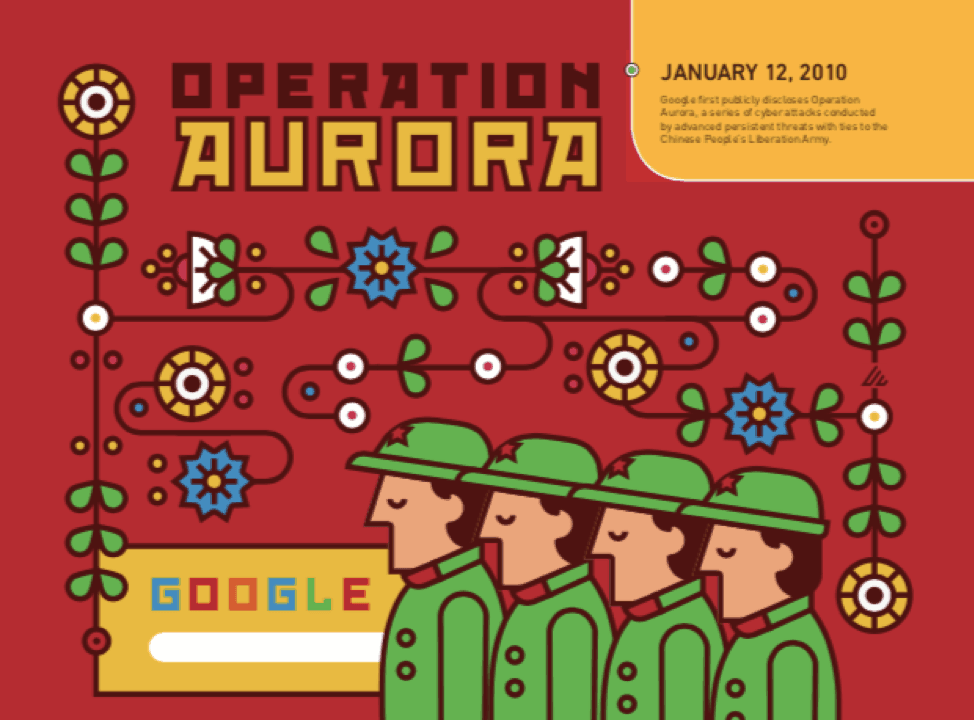 OPERATION
AURORA
JANUARY 12, 2010
Google first publicly discloses Operation
Aurora, a series of cyber attacks conducted
by advanced persistent threats with ties to the
Chinese People's Liberation Army.
GOOGLE